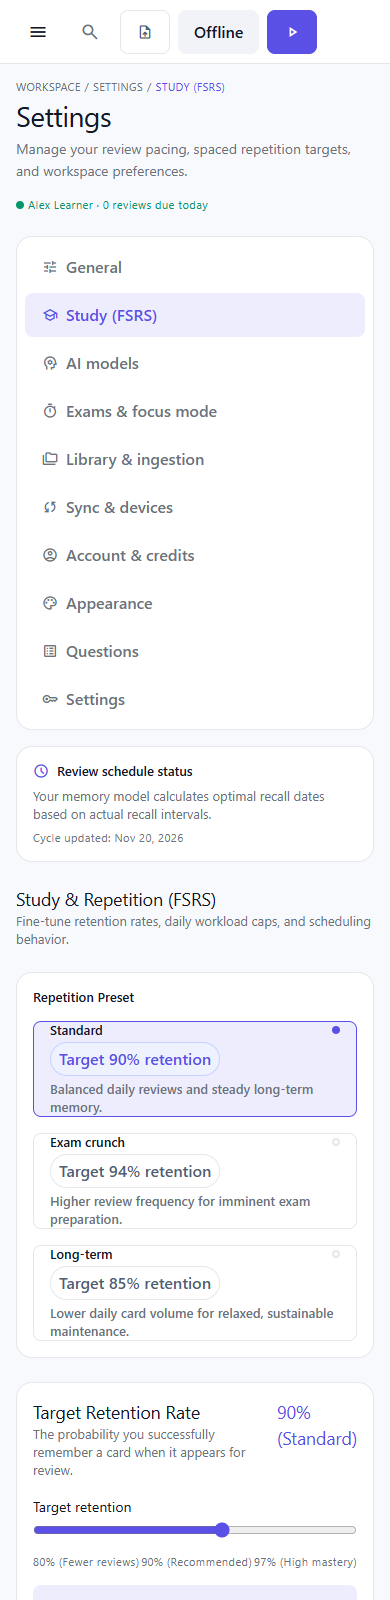 Offline
WORKSPACE / SETTINGS / STUDY (FSRS)
Settings
Manage your review pacing, spaced repetition targets,
and workspace preferences.
Alex Learner · 0 reviews due today
General
Study (FSRS)
AI models
Exams & focus mode
Library & ingestion
Sync & devices
Account & credits
Appearance
Questions
Settings
Review schedule status
Your memory model calculates optimal recall dates
based on actual recall intervals.
Cycle updated: Nov 20, 2026
Study & Repetition (FSRS)
Fine-tune retention rates, daily workload caps, and scheduling
behavior.
Repetition Preset
Standard
Target 90% retention
Balanced daily reviews and steady long-term
memory.
Exam crunch
Target 94% retention
Higher review frequency for imminent exam
preparation.
Long-term
Target 85% retention
Lower daily card volume for relaxed, sustainable
maintenance.
Target Retention Rate
90%
(Standard)
The probability you successfully
remember a card when it appears for
review.
Target retention
80% (Fewer reviews) 90% (Recommended) 97% (High mastery)